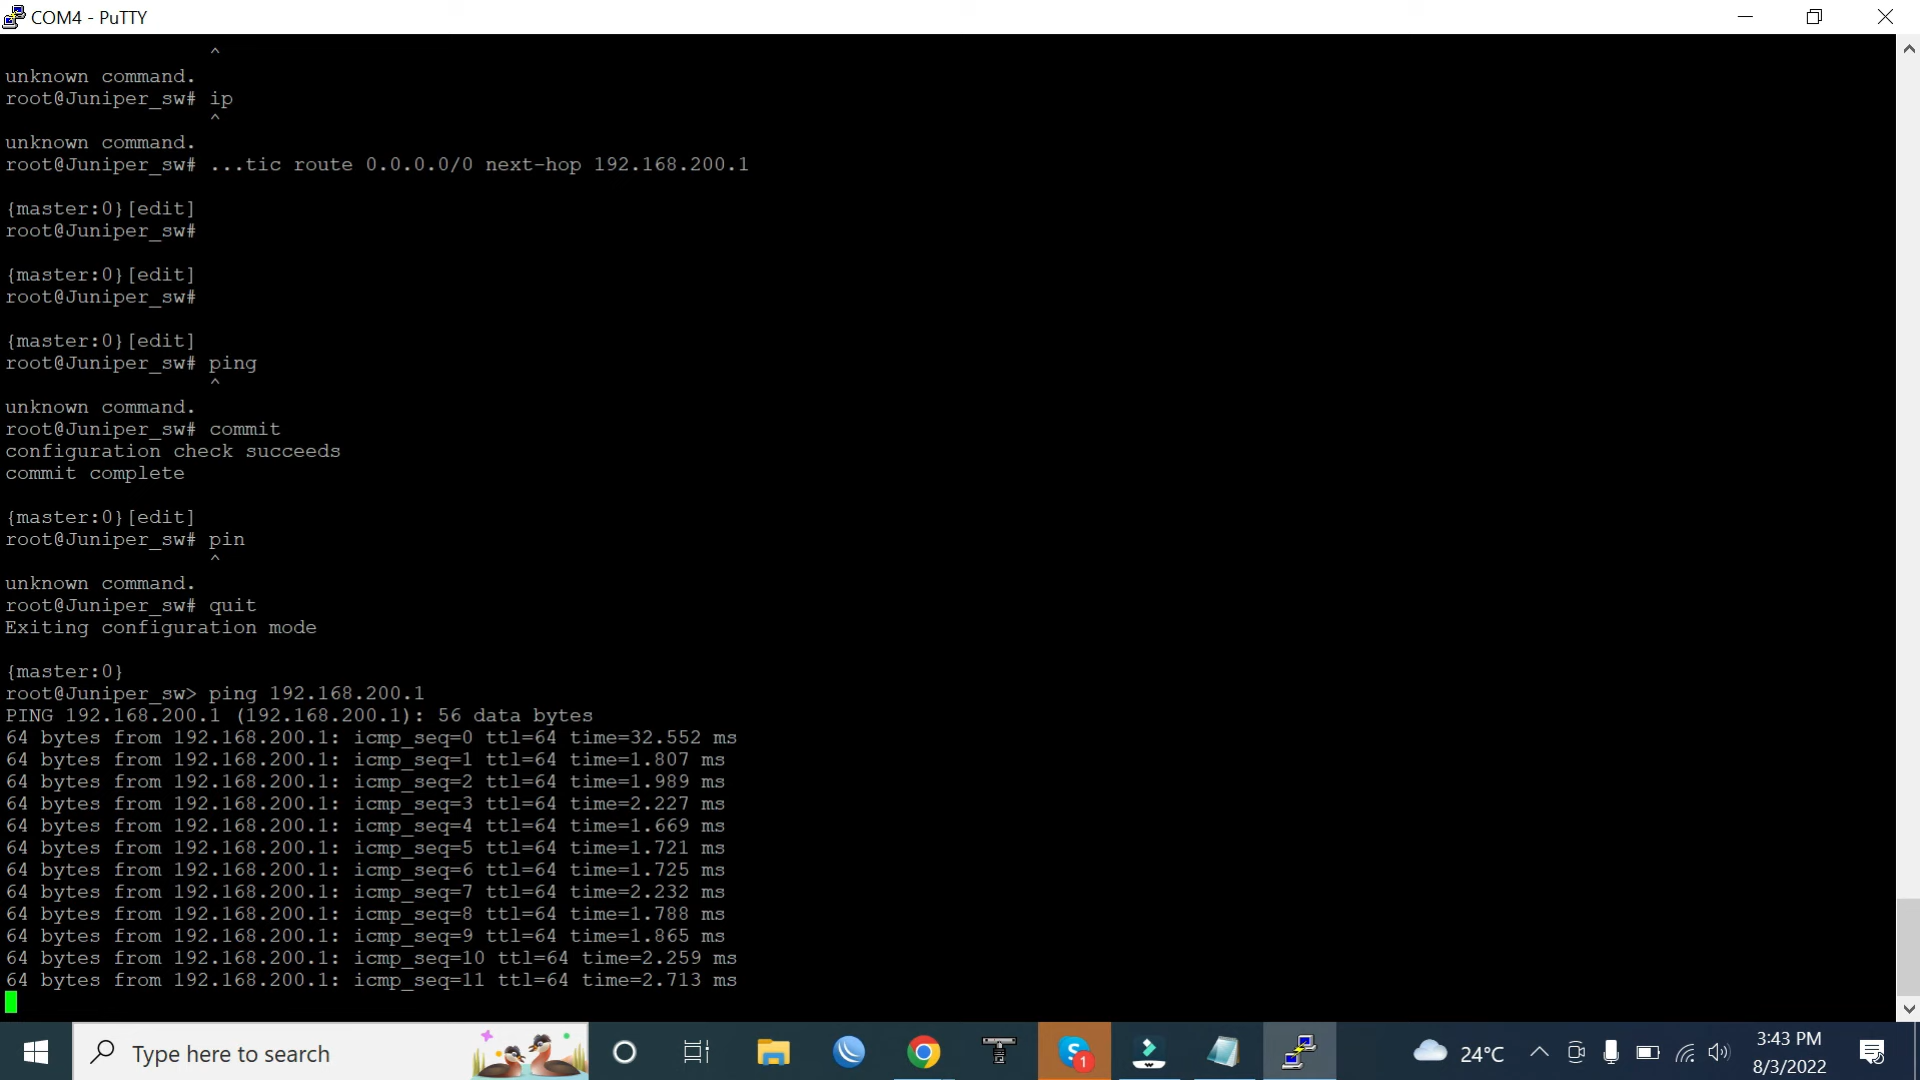 COM4 - PuTTY
^
unknown command.
root@Juniper_sw# ip
^
unknown command.
root@Juniper_sw# ...tic route 0.0.0.0/0 next-hop 192.168.200.1
{master:0}[edit]
root@Juniper_sw#
{master:0}[edit]
root@Juniper_sw#
{master:0}[edit]
root@Juniper_sw# ping
^
unknown command.
root@Juniper_sw# commit
configuration check succeeds
commit complete
{master:0}[edit]
root@Juniper_sw# pin
^
unknown command.
root@Juniper_sw# quit
Exiting configuration mode
{master:0}
root@Juniper_sw> ping 192.168.200.1
PING 192.168.200.1 (192.168.200.1): 56 data bytes
64 bytes from 192.168.200.1: icmp_seq=0 ttl=64 time=32.552 ms
64 bytes from 192.168.200.1: icmp_seq=1 ttl=64 time=1.807 ms
64 bytes from 192.168.200.1: icmp_seq=2 ttl=64 time=1.989 ms
64 bytes from 192.168.200.1: icmp_seq=3 ttl=64 time=2.227 ms
64 bytes from 192.168.200.1: icmp_seq=4 ttl=64 time=1.669 ms
64 bytes from 192.168.200.1: icmp_seq=5 ttl=64 time=1.721 ms
64 bytes from 192.168.200.1: icmp_seq=6 ttl=64 time=1.725 ms
64 bytes from 192.168.200.1: icmp_seq=7 ttl=64 time=2.232 ms
64 bytes from 192.168.200.1: icmp_seq=8 ttl=64 time=1.788 ms
64 bytes from 192.168.200.1: icmp_seq=9 ttl=64 time=1.865 ms
64 bytes from 192.168.200.1: icmp_seq=10 ttl=64 time=2.259 ms
64 bytes from 192.168.200.1: icmp_seq=11 ttl=64 time=2.713 ms
Type here to search
S
1
24°C
3:43 PM
8/3/2022